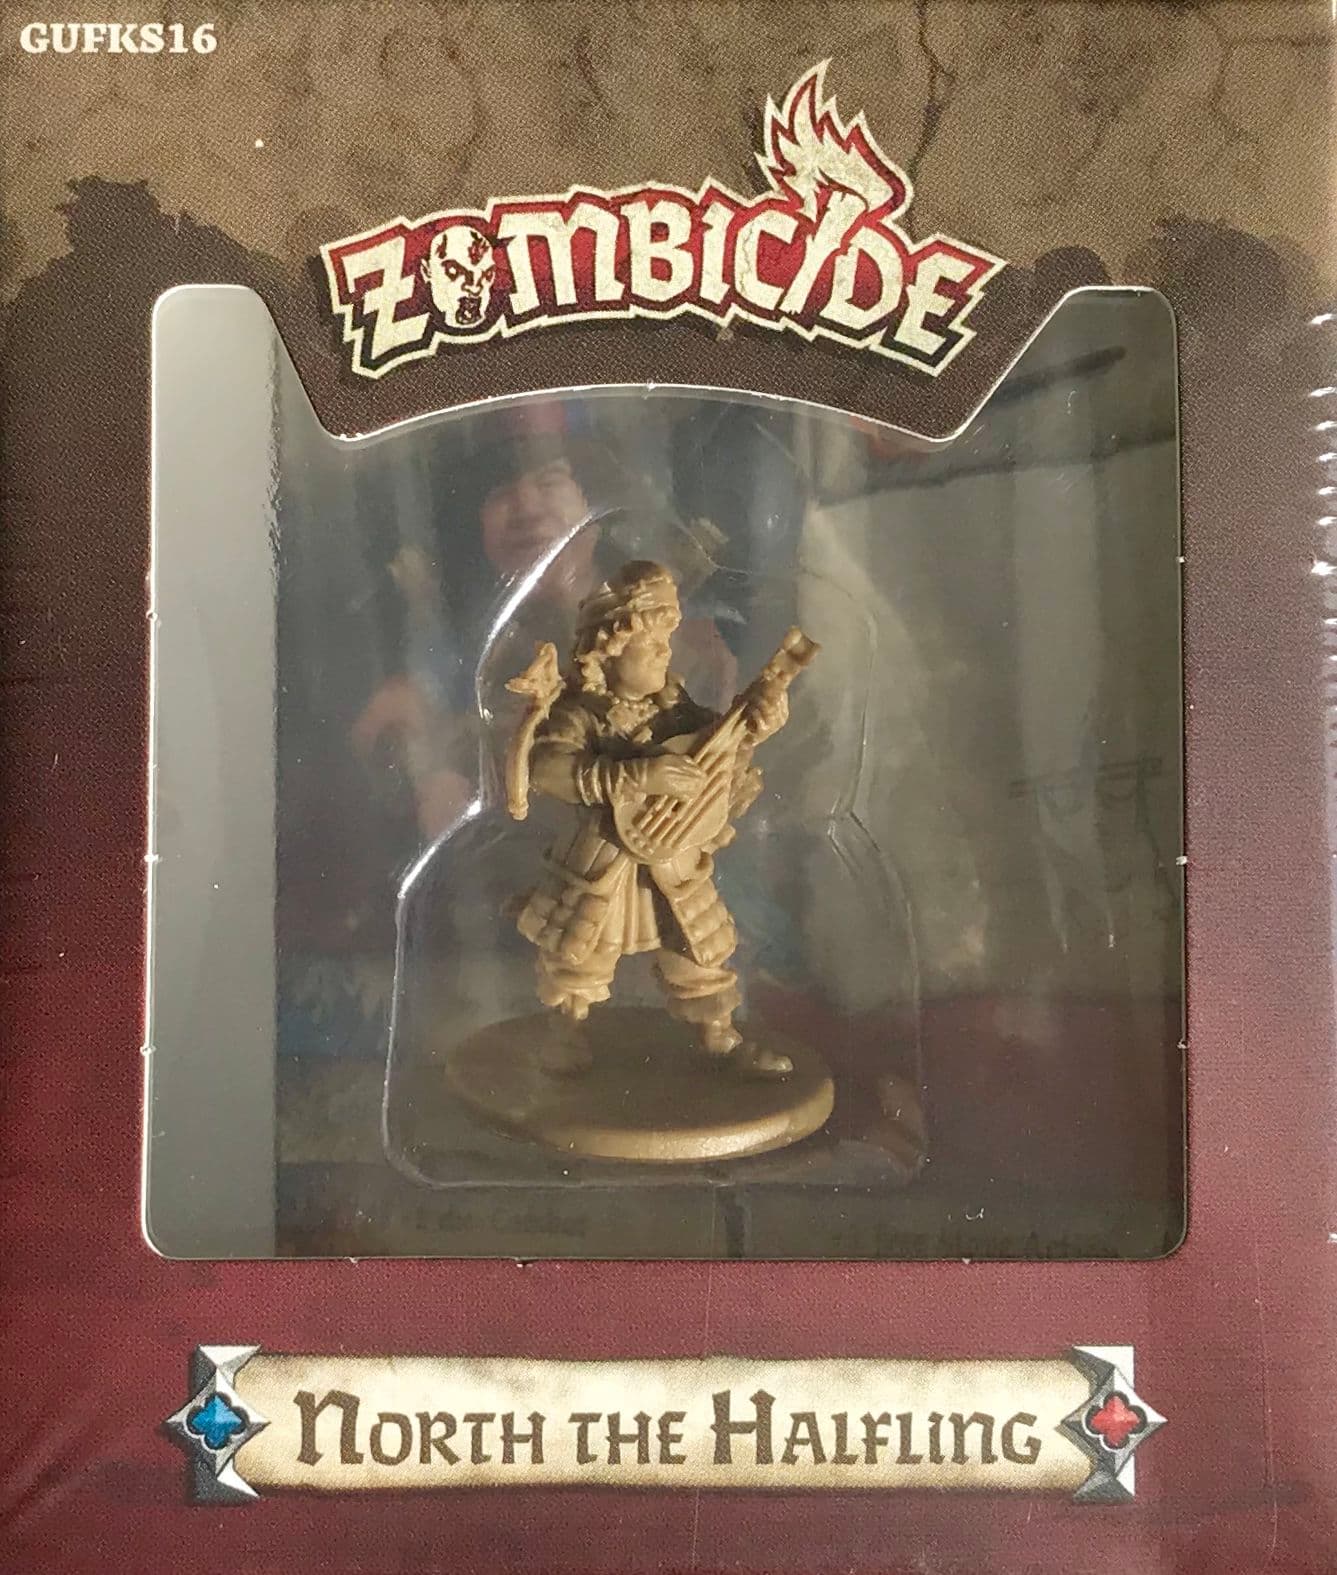 GUFKS16
ZOMBICIDE
NORTH THE HALFLING